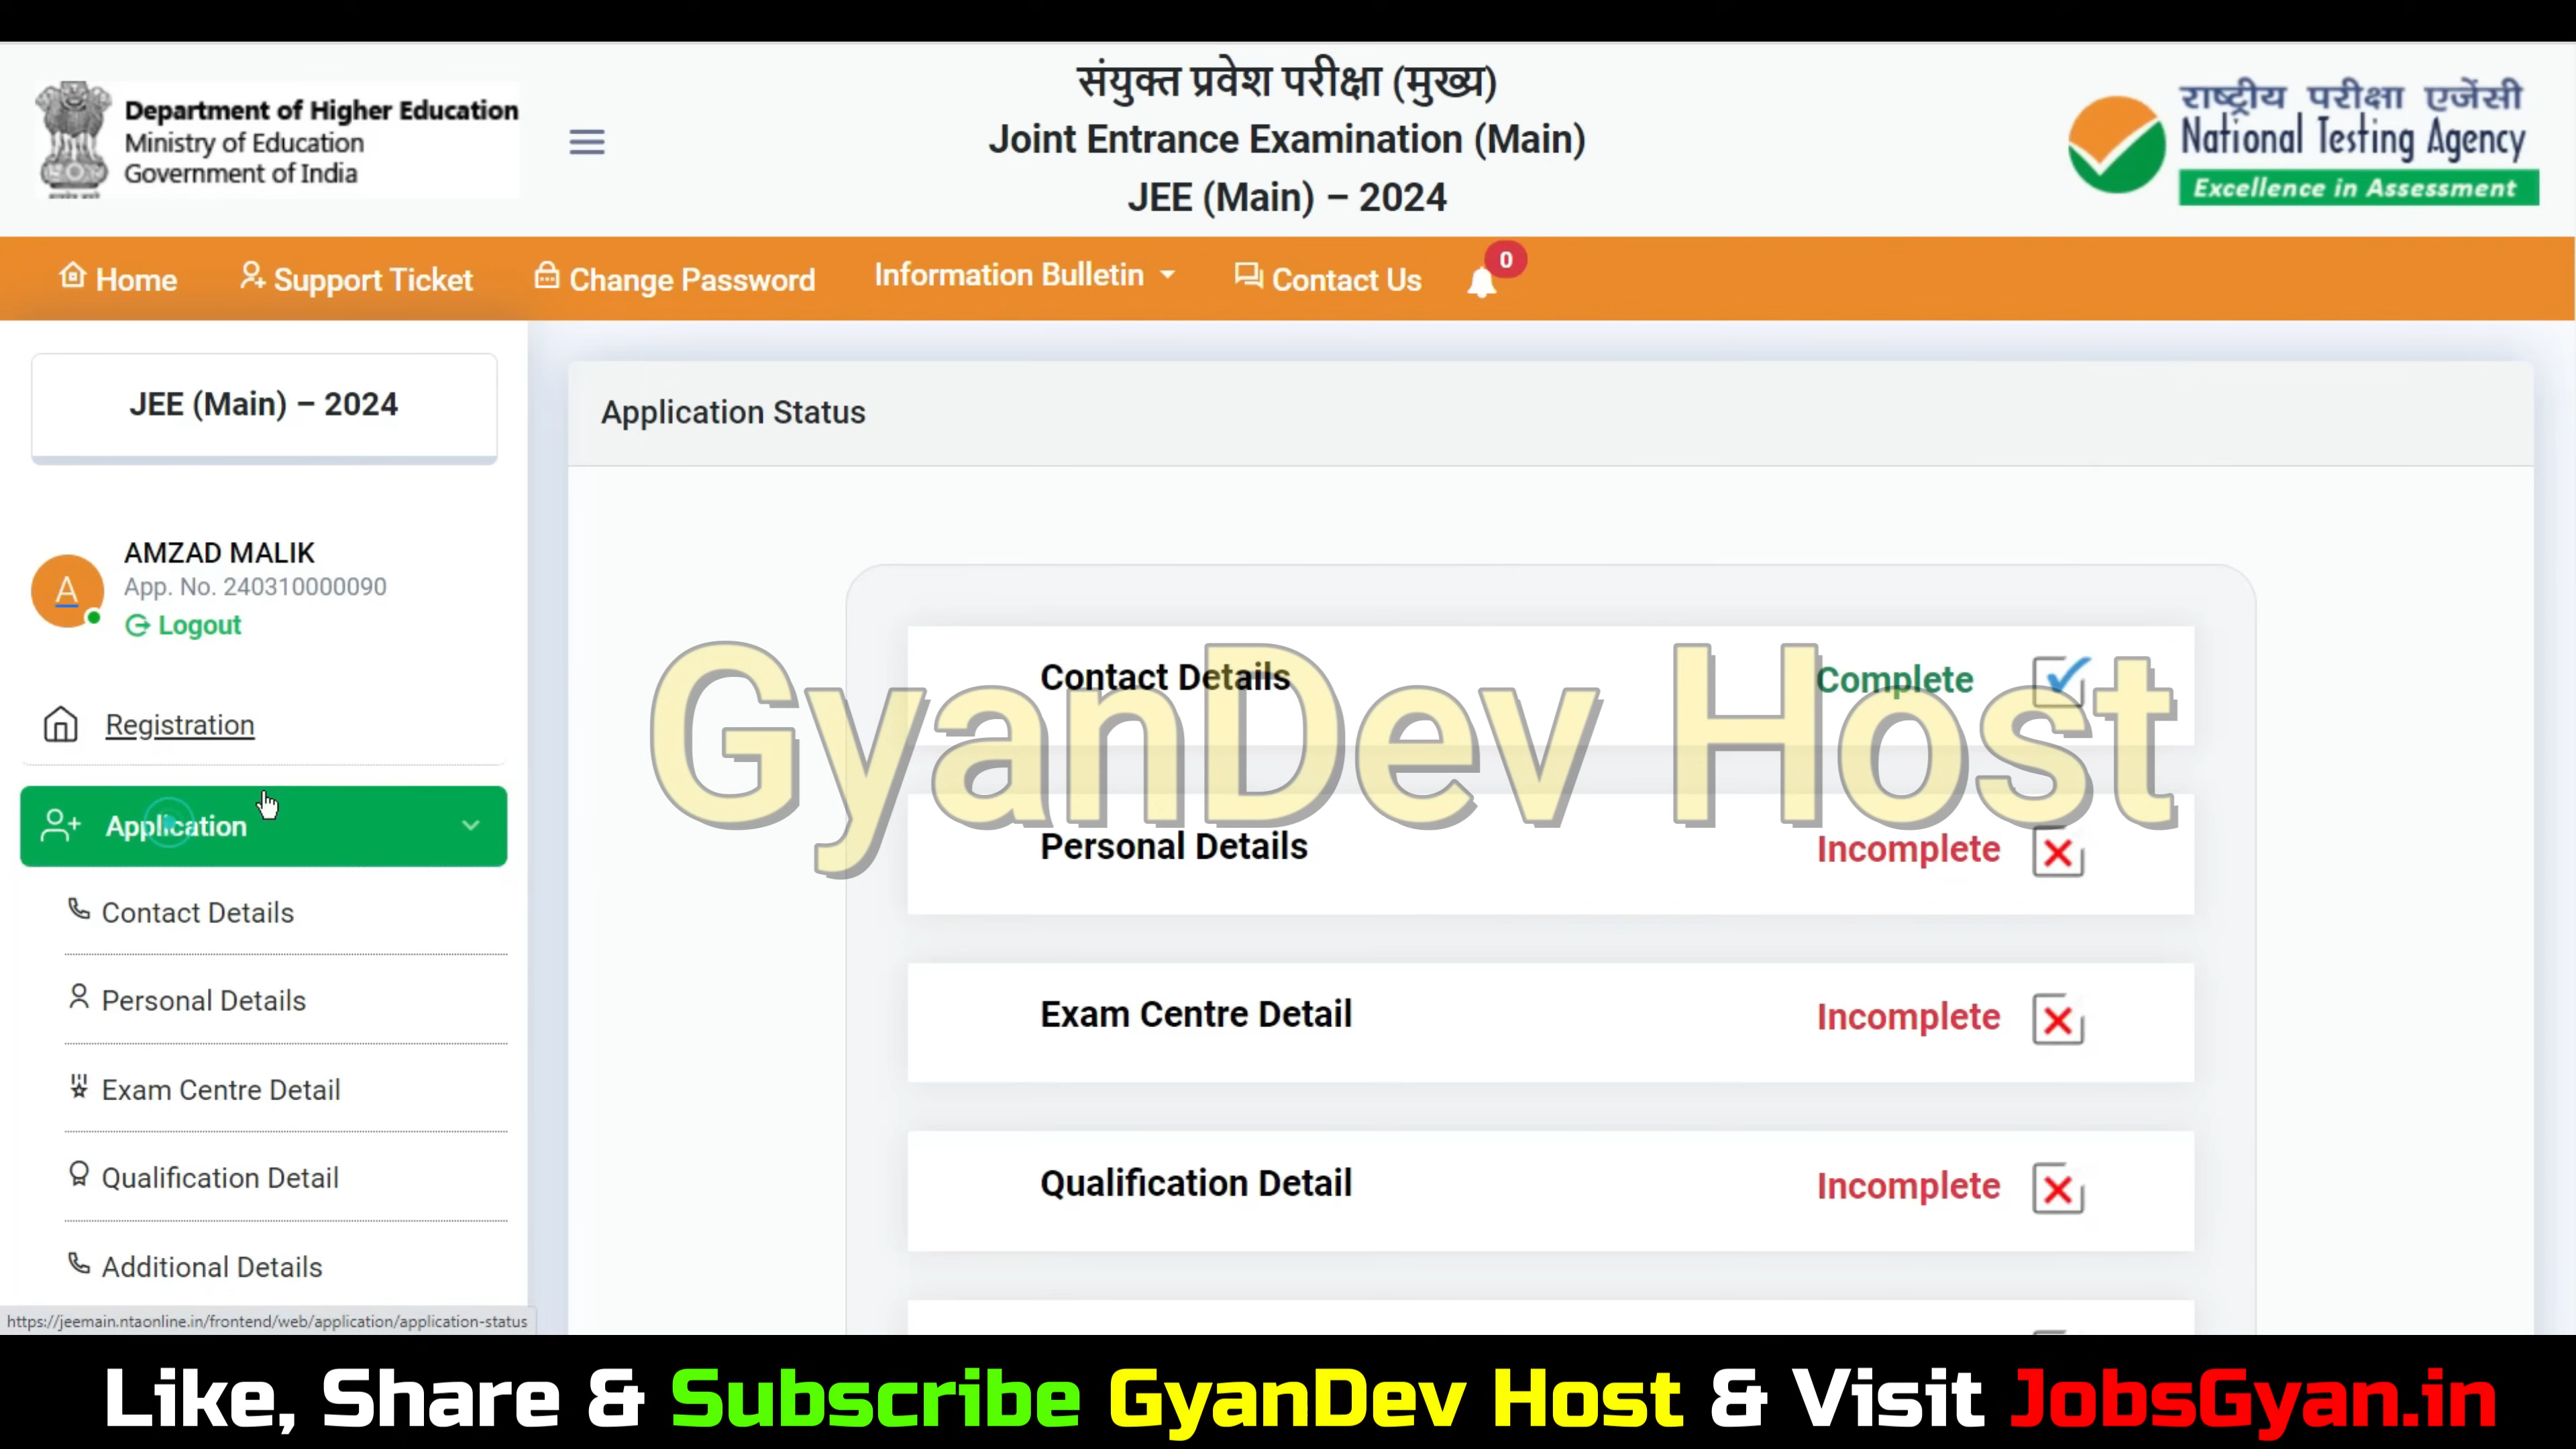 Department of Higher Education
Ministry of Education
Government of India
संयुक्त प्रवेश परीक्षा (मुख्य)
Joint Entrance Examination (Main)
JEE (Main) – 2024
राष्ट्रीय परीक्षा एजेंसी
National Testing Agency
Excellence in Assessment
Home
Support Ticket
Change Password
Information Bulletin
Contact Us
0
JEE (Main) – 2024
A
AMZAD MALIK
App. No. 240310000090
Logout
Registration
Application
Contact Details
Personal Details
Exam Centre Detail
Qualification Detail
Additional Details
https://jeemain.ntaonline.in/frontend/web/application/application-status
Application Status
Contact Details Complete
GyanDev Host
Personal Details Incomplete
Exam Centre Detail Incomplete
Qualification Detail Incomplete
Like, Share & Subscribe GyanDev Host & Visit JobsGyan.in